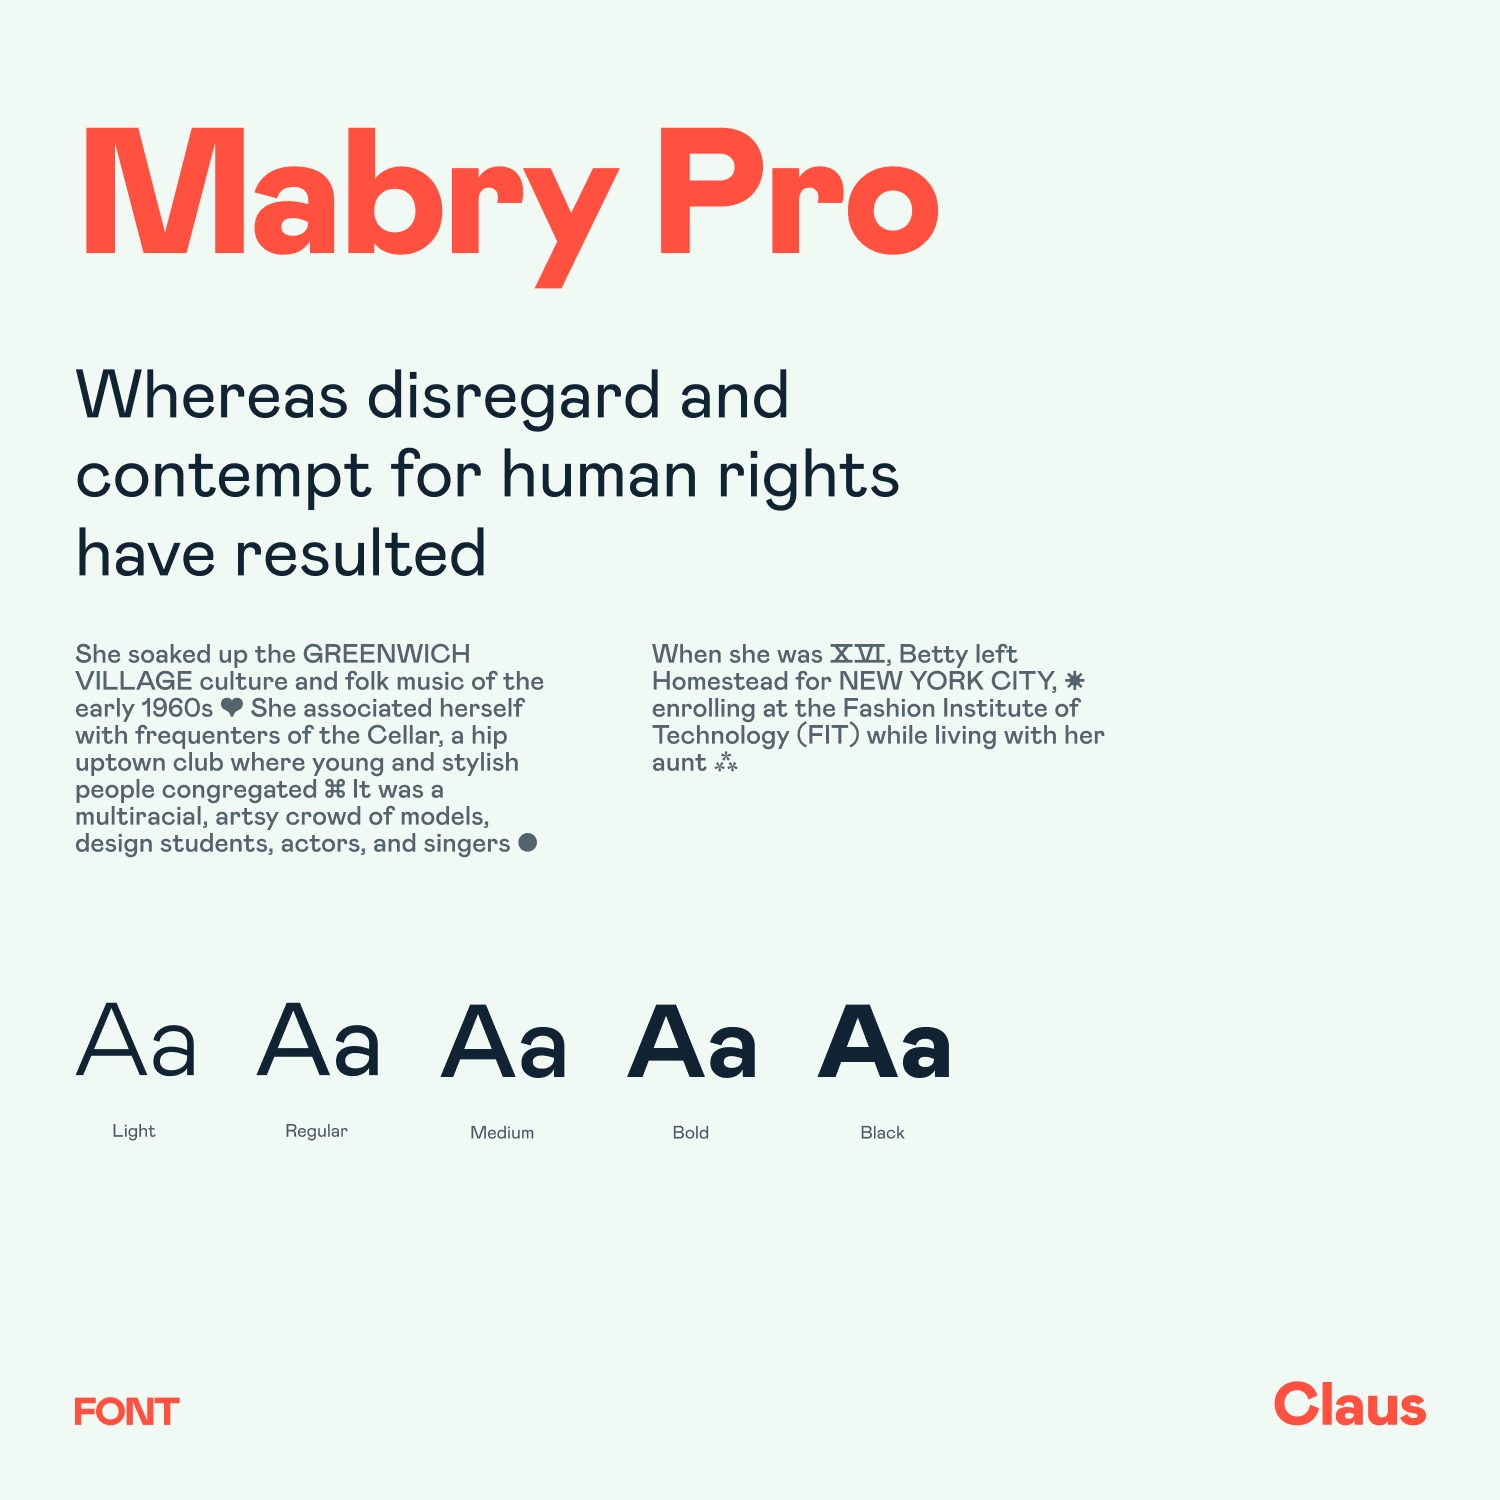 Mabry Pro
Whereas disregard and
contempt for human rights
have resulted
She soaked up the GREENWICH
VILLAGE culture and folk music of the
early 1960s ❤ She associated herself
with frequenters of the Cellar, a hip
uptown club where young and stylish
people congregated ⌘ It was a
multiracial, artsy crowd of models,
design students, actors, and singers ●
When she was XVI, Betty left
Homestead for NEW YORK CITY, ✷
enrolling at the Fashion Institute of
Technology (FIT) while living with her
aunt ⁂
Aa Aa Aa Aa Aa
Light Regular Medium Bold Black
FONT
Claus